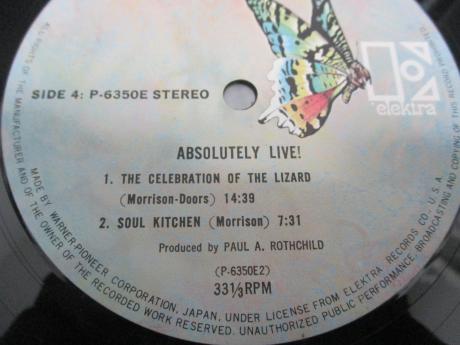 elektra
SIDE 4: P-6350E STEREO
ABSOLUTELY LIVE!
1. THE CELEBRATION OF THE LIZARD
(Morrison-Doors) 14:39
2. SOUL KITCHEN (Morrison) 7:31
Produced by PAUL A. ROTHCHILD
(P-6350E2)
33⅓RPM
MADE BY WARNER-PIONEER CORPORATION, JAPAN, UNDER LICENSE FROM ELEKTRA RECORDS CO. U.S.A.
ALL RIGHTS OF THE MANUFACTURER AND OF THE OWNER OF THE RECORDED WORK RESERVED. UNAUTHORIZED PUBLIC PERFORMANCE, BROADCASTING AND COPYING OF THIS RECORD PROHIBITED.